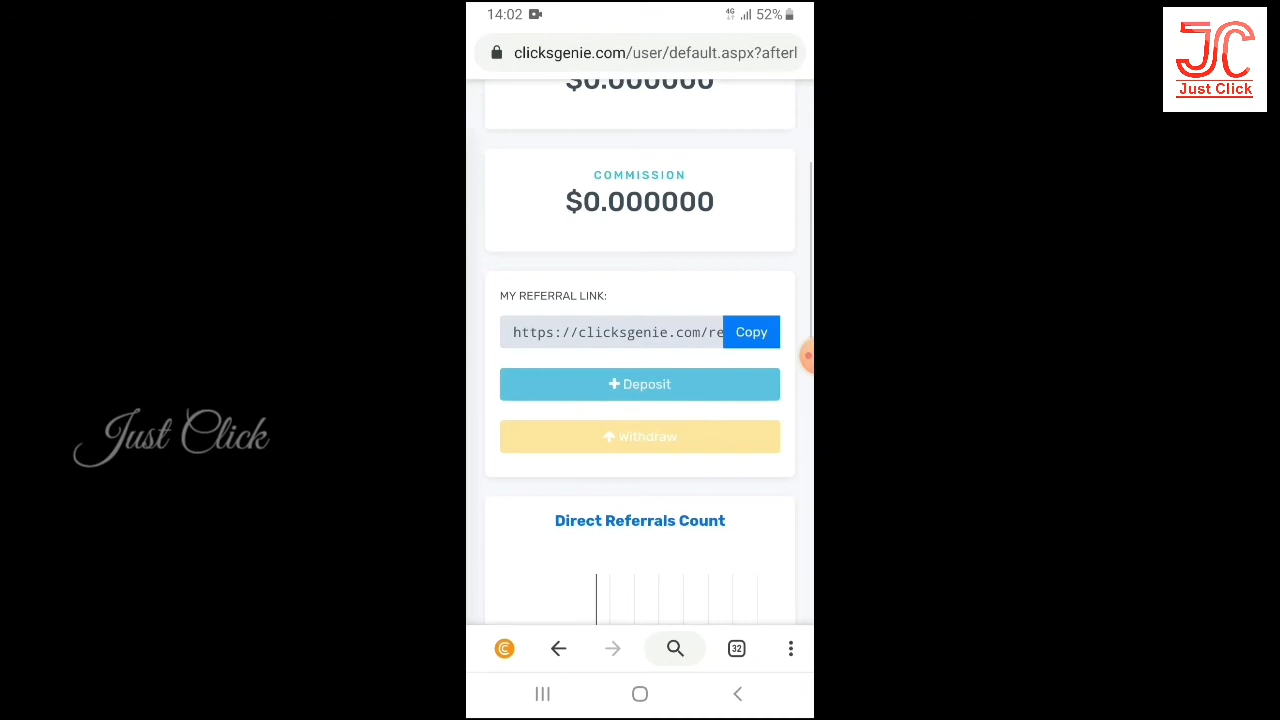 14:02
4G
52%
JC
Just Click
clicksgenie.com/user/default.aspx?afterl
$0.000000
COMMISSION
$0.000000
MY REFERRAL LINK:
https://clicksgenie.com/re
Copy
Deposit
Withdraw
Just Click
Direct Referrals Count
32